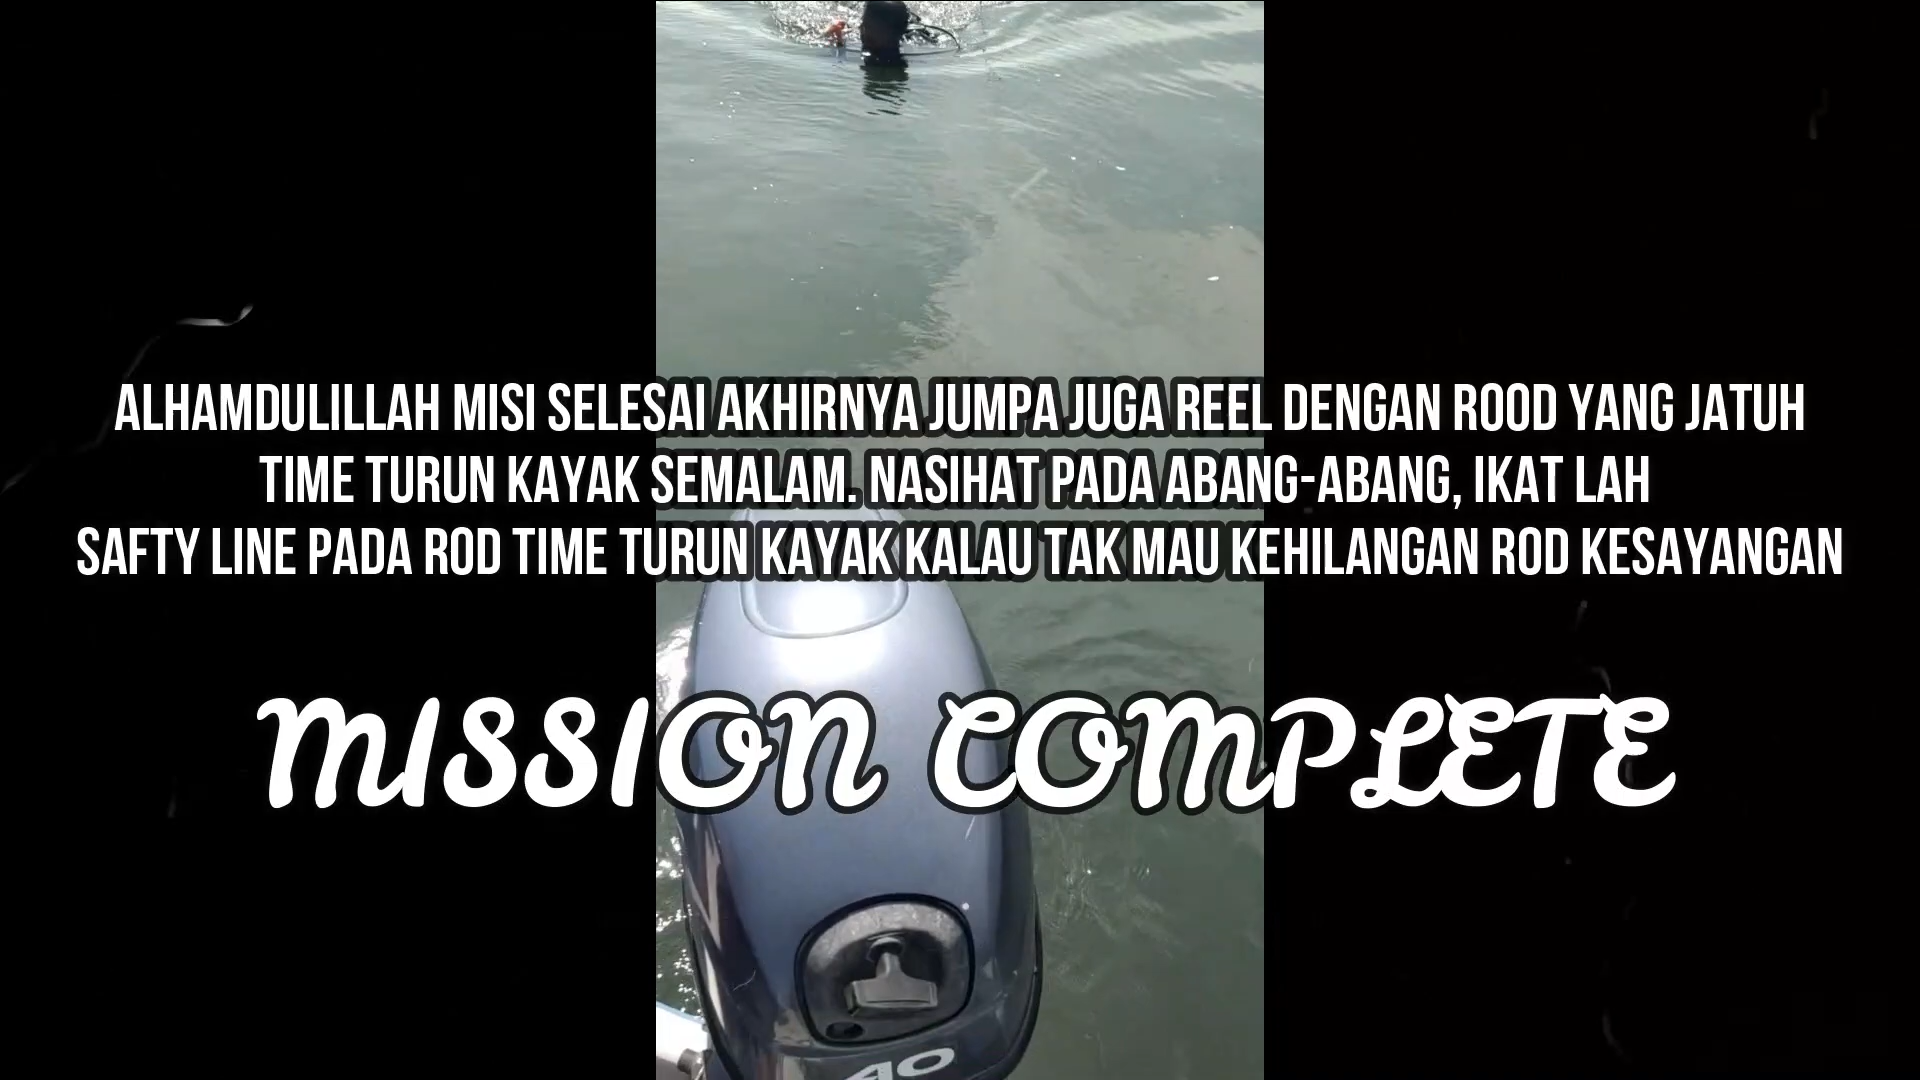 ALHAMDULILLAH MISI SELESAI AKHIRNYA JUMPA JUGA REEL DENGAN ROOD YANG JATUH
TIME TURUN KAYAK SEMALAM. NASIHAT PADA ABANG-ABANG, IKAT LAH
SAFTY LINE PADA ROD TIME TURUN KAYAK KALAU TAK MAU KEHILANGAN ROD KESAYANGAN
MISSION COMPLETE